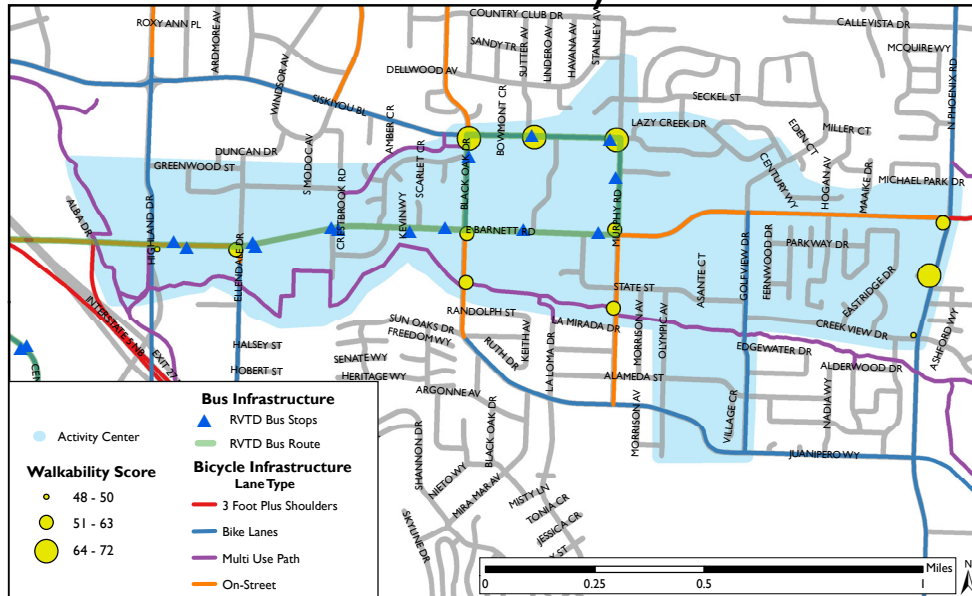 COUNTRY CLUB DR
ROXY ANN PL
ARDMORE AV
SANDY TR
SUTTER AV
LINDERO AV
HAVANA AV
STANLEY AV
CALLEVISTA DR
MCQUIRE WY
N PHOENIX RD
DELLWOOD AV
WINDSOR AV
SISKIYOU BL
BOWMONT CR
SECKEL ST
LAZY CREEK DR
EDEN CT
MILLER CT
AMBER CR
SCARLET CR
BLACK OAK DR
DUNCAN DR
GREENWOOD ST
S MODOC AV
CRESTBROOK RD
KEVIN WY
CENTURY WY
HOGAN AV
MAAIKE DR
MICHAEL PARK DR
ALBA DR
HIGHLAND DR
ELLENDALE DR
E BARNETT RD
MURPHY RD
PARKWAY DR
ASANTE CT
GOLFVIEW DR
FERNWOOD DR
EASTRIDGE DR
STATE ST
INTERSTATE 5 NB
RANDOLPH ST
LA MIRADA DR
MORRISON AV
OLYMPIC AV
CREEK VIEW DR
ASHFORD WY
SUN OAKS DR
FREEDOM WY
RUTH DR
KEITH AV
LA LOMA DR
EDGEWATER DR
ALDERWOOD DR
HALSEY ST
SENATE WY
EXIT 27
HOBERT ST
HERITAGE WY
ALAMEDA ST
CEN
ARGONNE AV
BLACK OAK DR
MORRISON AV
VILLAGE CR
NADIA WY
JUANIPERO WY
SHANNON DR
NIETO WY
MIRA MAR AV
MISTY LN
TONIA CR
JESSICA CR
SKYLINE DR
ST
Activity Center
Walkability Score
48 - 50
51 - 63
64 - 72
Bus Infrastructure
RVTD Bus Stops
RVTD Bus Route
Bicycle Infrastructure
Lane Type
3 Foot Plus Shoulders
Bike Lanes
Multi Use Path
On-Street
Miles
0
0.25
0.5
1
N